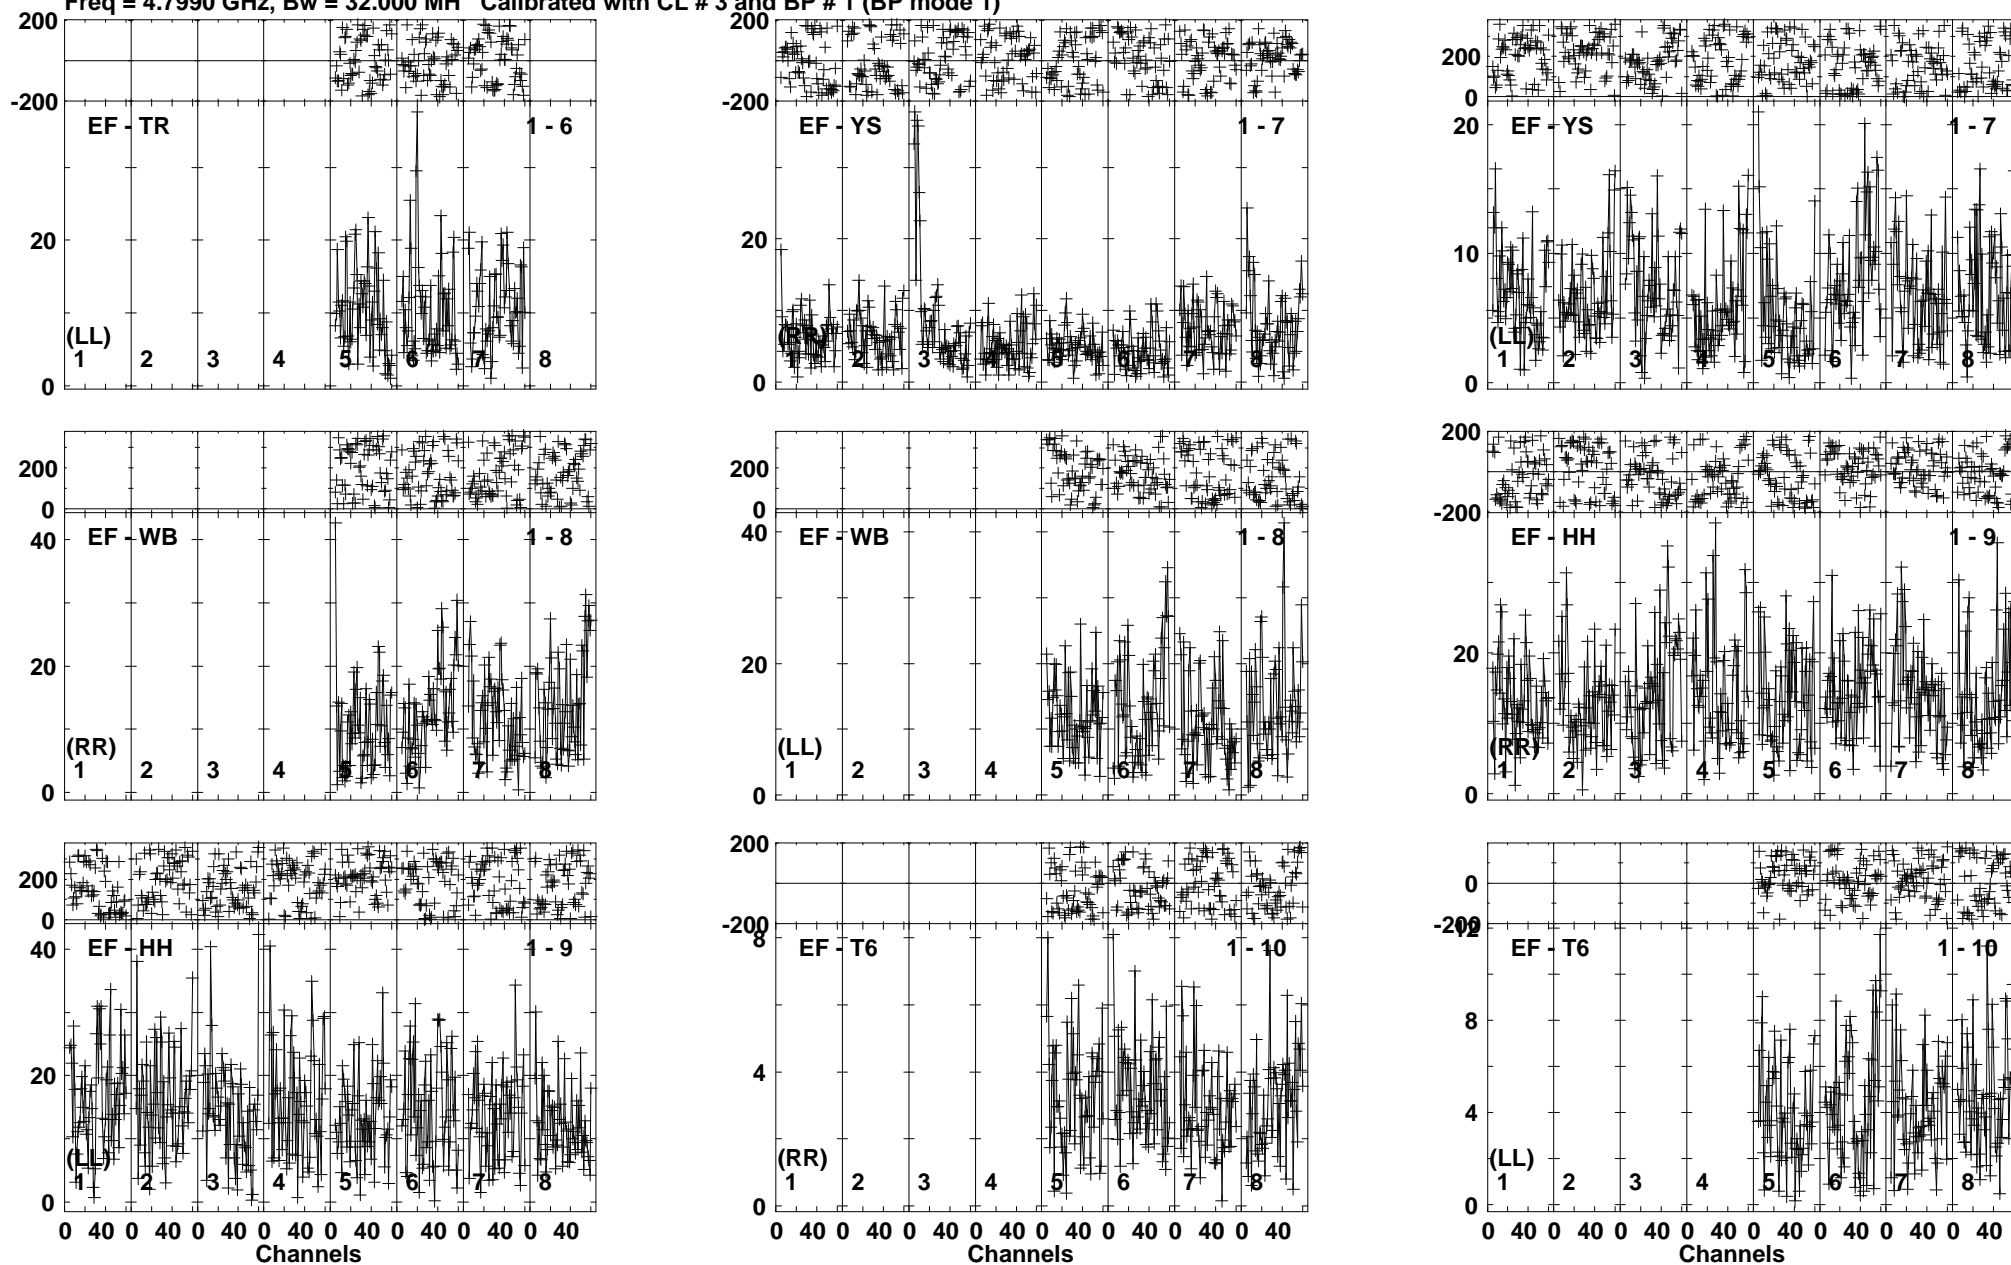 Freq = 4.7990 GHz, Bw = 32.000 MH Calibrated with CL # 3 and BP # 1 (BP mode 1)
200
-200
EF - TR 1 - 6
20
0
(LL)
1 2 3 4 5 6 7 8
200
-200
EF - YS 1 - 7
20
0
(RR)
1 2 3 4 5 6 7 8
200
0
EF - YS 1 - 7
20
10
0
(LL)
1 2 3 4 5 6 7 8
200
0
EF - WB 1 - 8
40
20
0
(RR)
1 2 3 4 5 6 7 8
200
0
EF - WB 1 - 8
40
20
0
(LL)
1 2 3 4 5 6 7 8
200
-200
EF - HH 1 - 9
20
0
(RR)
1 2 3 4 5 6 7 8
200
0
EF - HH 1 - 9
40
20
0
(LL)
1 2 3 4 5 6 7 8
0 40 0 40 0 40 0 40 0 40 0 40 0 40 0 40
Channels
200
-200
EF - T6 1 - 10
8
4
0
(RR)
1 2 3 4 5 6 7 8
0 40 0 40 0 40 0 40 0 40 0 40 0 40 0 40
Channels
0
-200
EF - T6 1 - 10
12
8
4
0
(LL)
1 2 3 4 5 6 7 8
0 40 0 40 0 40 0 40 0 40 0 40 0 40 0 40
Channels